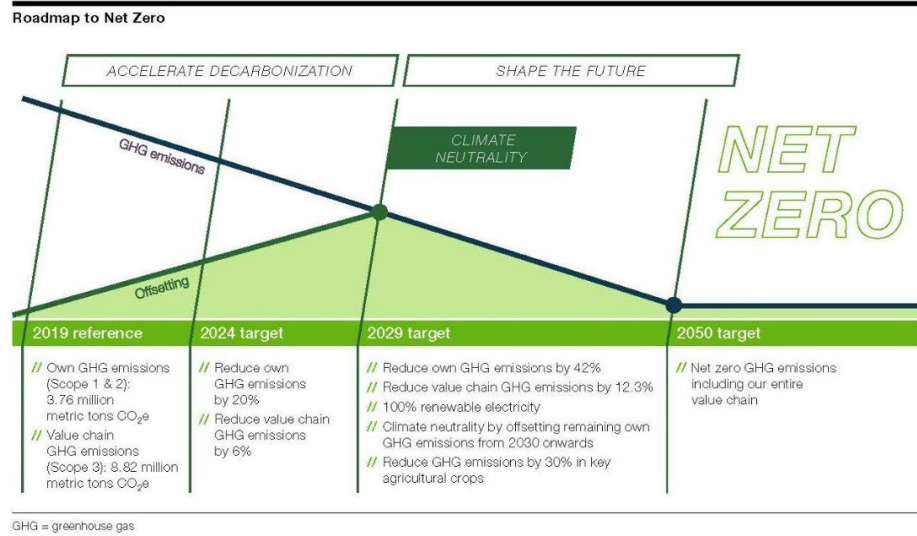 Roadmap to Net Zero
ACCELERATE DECARBONIZATION
SHAPE THE FUTURE
GHG emissions
CLIMATE
NEUTRALITY
NET
ZERO
Offsetting
2019 reference
// Own GHG emissions
(Scope 1 & 2):
3.76 million
metric tons CO₂e
// Value chain
GHG emissions
(Scope 3): 8.82 million
metric tons CO₂e
2024 target
// Reduce own
GHG emissions
by 20%
// Reduce value chain
GHG emissions
by 6%
2029 target
// Reduce own GHG emissions by 42%
// Reduce value chain GHG emissions by 12.3%
// 100% renewable electricity
// Climate neutrality by offsetting remaining own
GHG emissions from 2030 onwards
// Reduce GHG emissions by 30% in key
agricultural crops
2050 target
// Net zero GHG emissions
including our entire
value chain
GHG = greenhouse gas